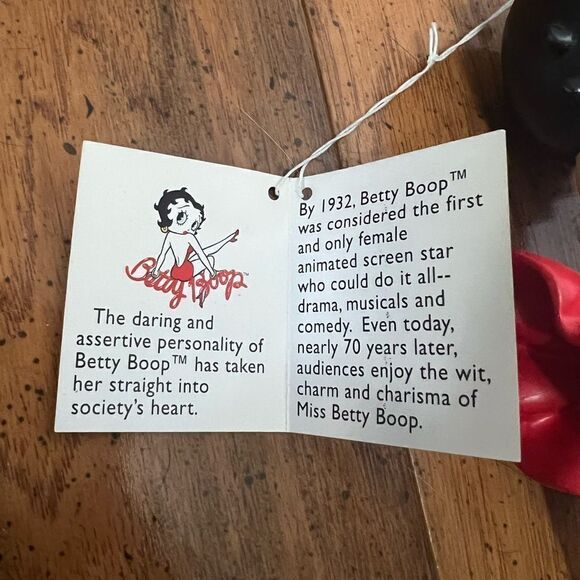 Betty Boop™
The daring and
assertive personality of
Betty Boop™ has taken
her straight into
society's heart.
By 1932, Betty Boop™
was considered the first
and only female
animated screen star
who could do it all--
drama, musicals and
comedy. Even today,
nearly 70 years later,
audiences enjoy the wit,
charm and charisma of
Miss Betty Boop.